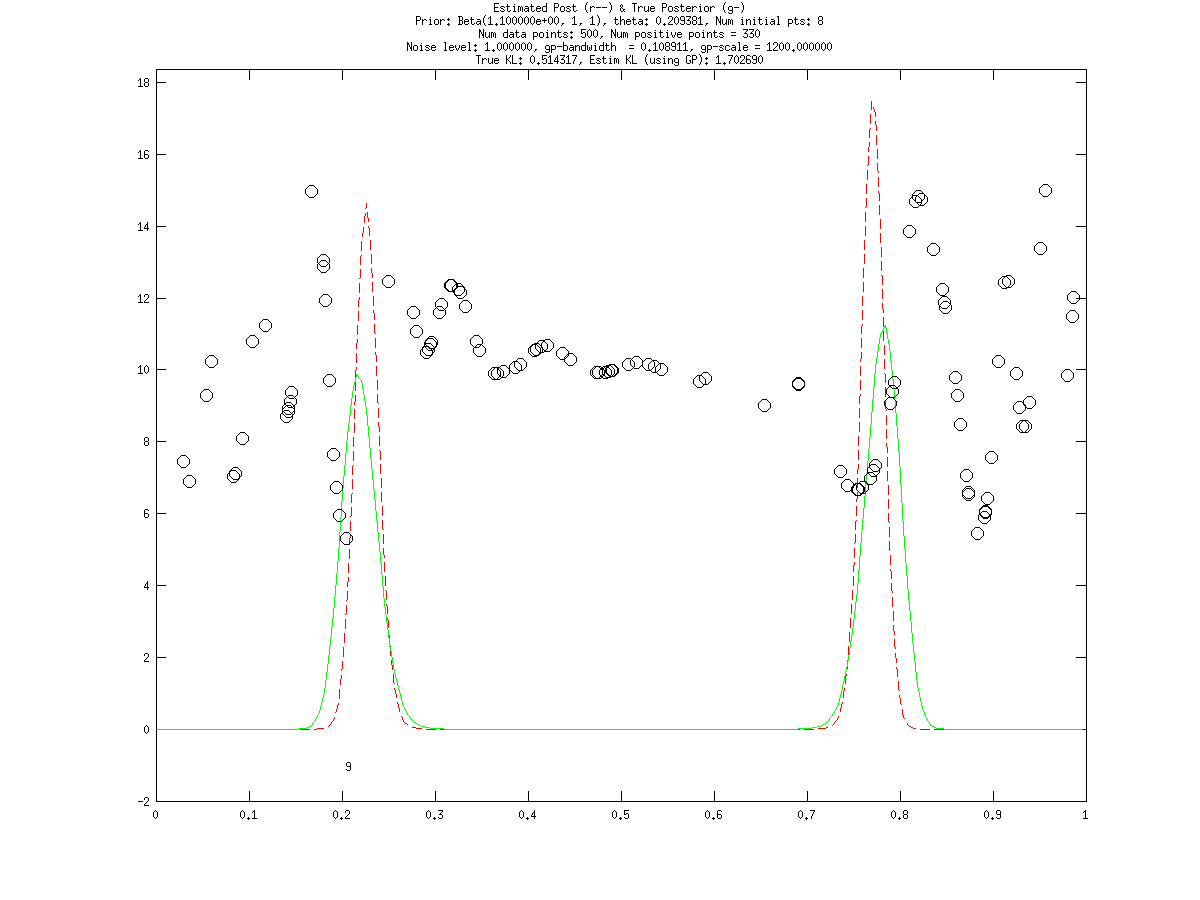 Estimated Post (r--) & True Posterior (g-)
Prior: Beta(1.100000e+00, 1, 1), theta: 0.209381, Num initial pts: 8
Num data points: 500, Num positive points = 330
Noise level: 1.000000, gp-bandwidth = 0.108911, gp-scale = 1200.000000
True KL: 0.514317, Estim KL (using GP): 1.702690
18
16
14
12
10
8
6
4
2
0
9
-2
0 0.1 0.2 0.3 0.4 0.5 0.6 0.7 0.8 0.9 1